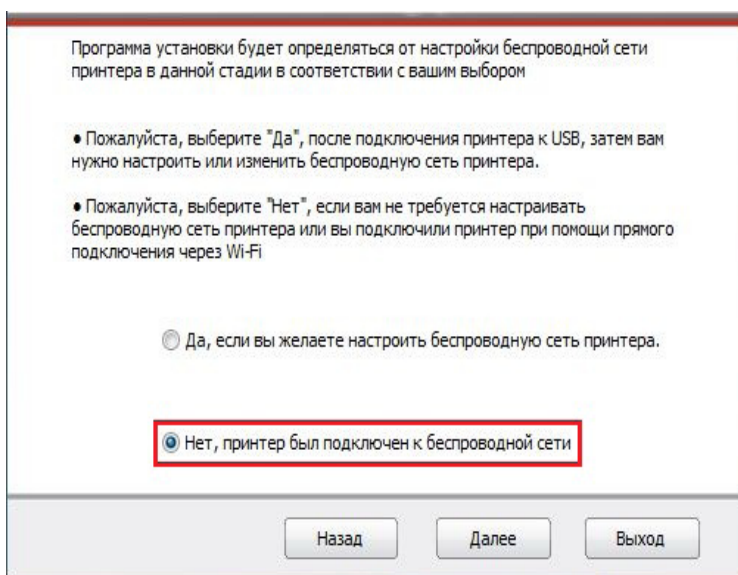 Программа установки будет определяться от настройки беспроводной сети
принтера в данной стадии в соответствии с вашим выбором
● Пожалуйста, выберите "Да", после подключения принтера к USB, затем вам
нужно настроить или изменить беспроводную сеть принтера.
● Пожалуйста, выберите "Нет", если вам не требуется настраивать
беспроводную сеть принтера или вы подключили принтер при помощи прямого
подключения через Wi-Fi
Да, если вы желаете настроить беспроводную сеть принтера.
Нет, принтер был подключен к беспроводной сети
Назад Далее Выход